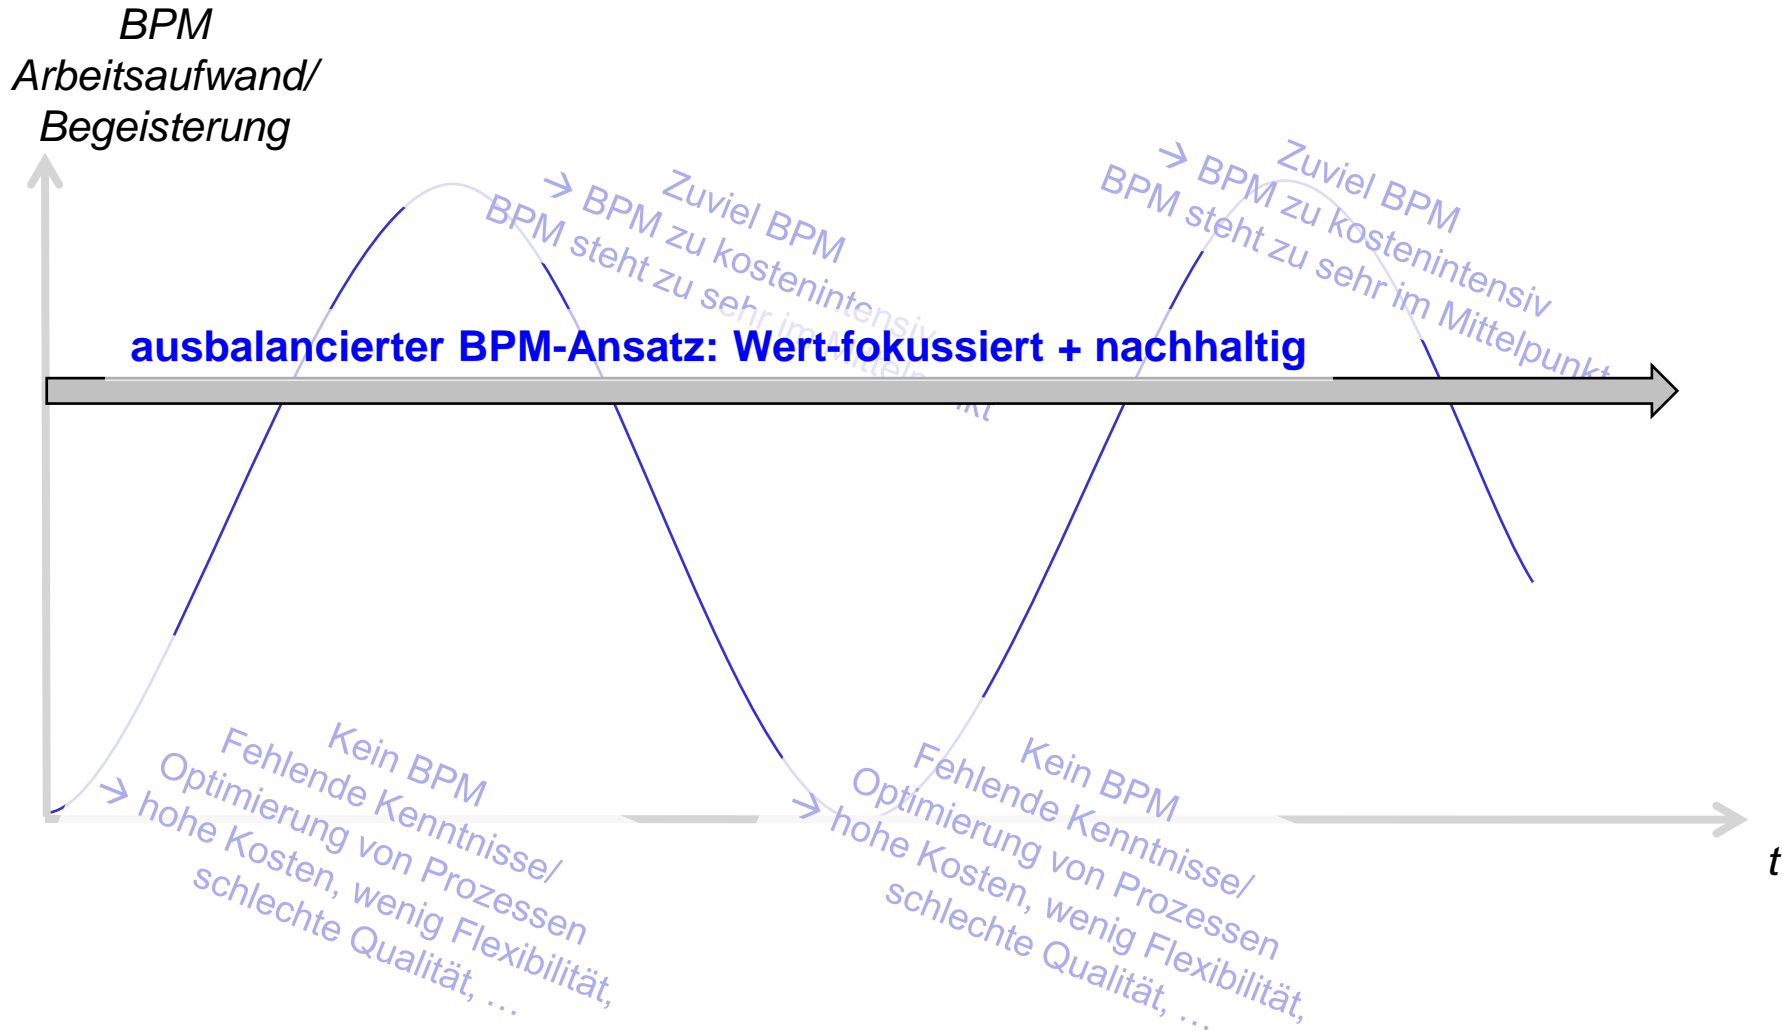 BPM
Arbeitsaufwand/
Begeisterung
Zuviel BPM
→ BPM zu kostenintensiv
BPM steht zu sehr im Mittelpunkt
Zuviel BPM
→ BPM zu kostenintensiv
BPM steht zu sehr im Mittelpunkt
ausbalancierter BPM-Ansatz: Wert-fokussiert + nachhaltig
Kein BPM
Fehlende Kenntnisse/
Optimierung von Prozessen
→ hohe Kosten, wenig Flexibilität,
schlechte Qualität, …
Kein BPM
Fehlende Kenntnisse/
Optimierung von Prozessen
→ hohe Kosten, wenig Flexibilität,
schlechte Qualität, …
t